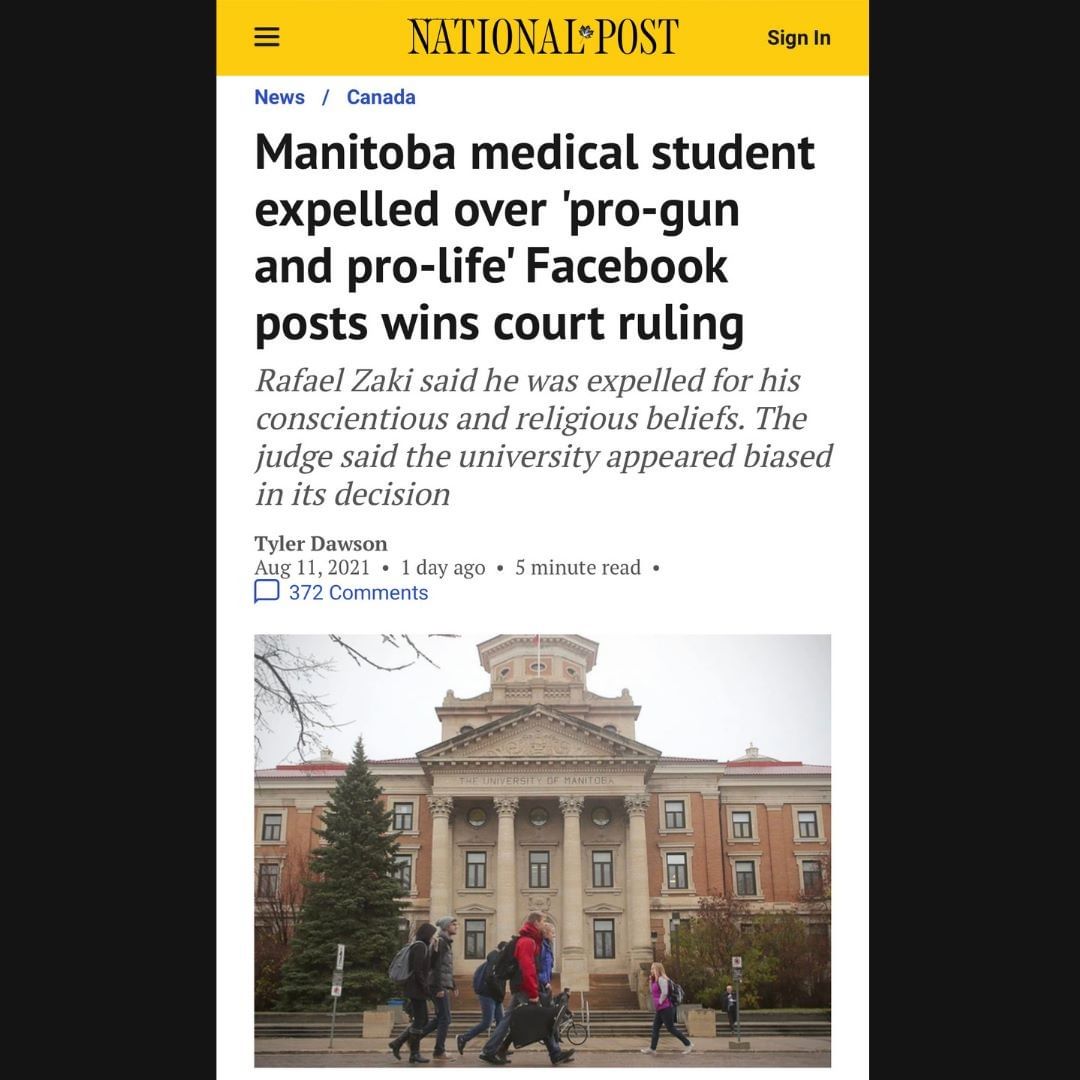 NATIONAL POST
Sign In
News / Canada
Manitoba medical student
expelled over 'pro-gun
and pro-life' Facebook
posts wins court ruling
Rafael Zaki said he was expelled for his
conscientious and religious beliefs. The
judge said the university appeared biased
in its decision
Tyler Dawson
Aug 11, 2021 • 1 day ago • 5 minute read •
372 Comments
THE UNIVERSITY OF MANITOBA